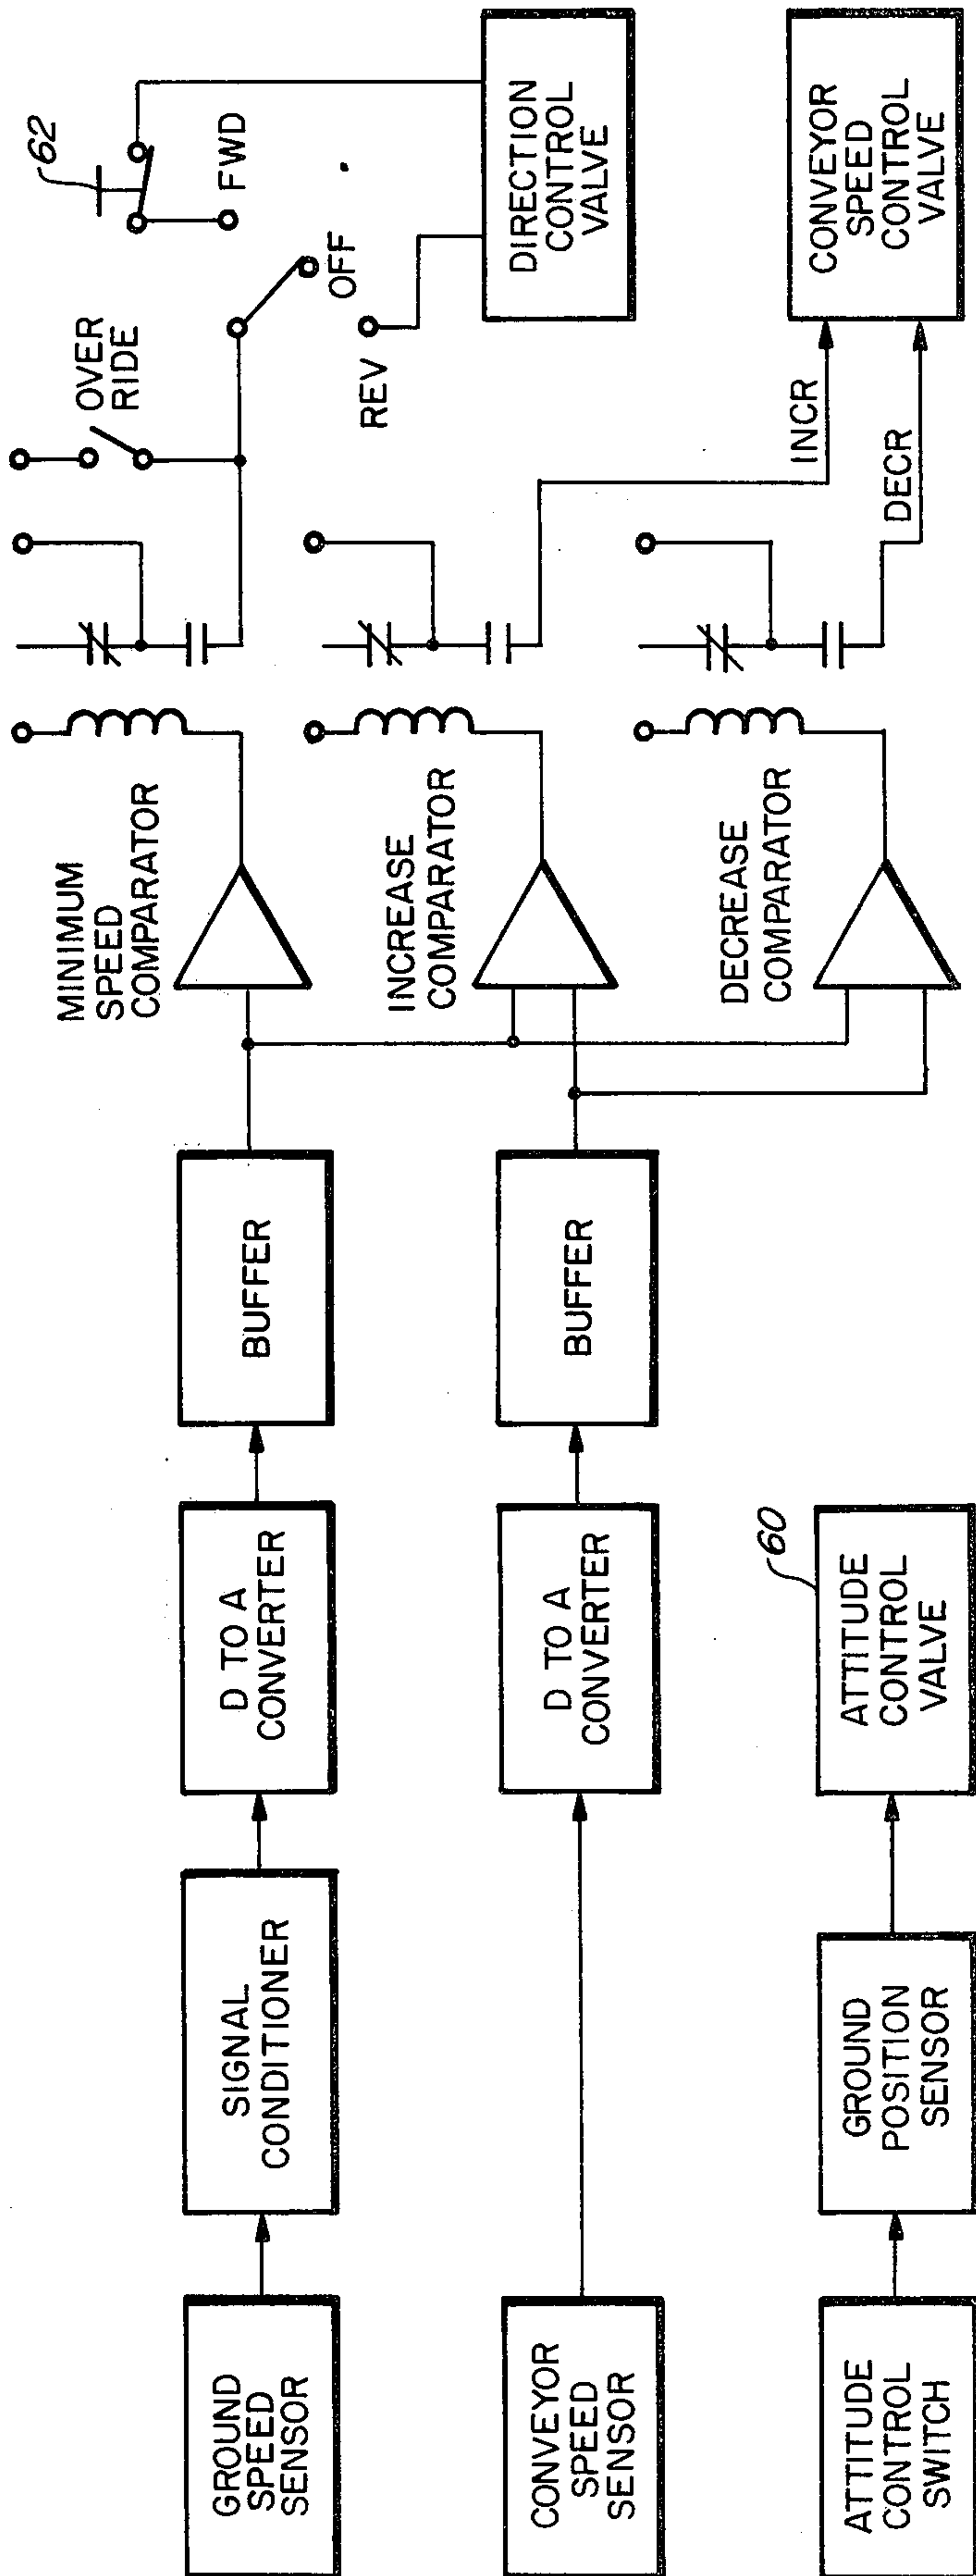 GROUND
SPEED
SENSOR
SIGNAL
CONDITIONER
D TO A
CONVERTER
BUFFER
MINIMUM
SPEED
COMPARATOR
OVER
RIDE
62
FWD
OFF
REV
DIRECTION
CONTROL
VALVE
CONVEYOR
SPEED
SENSOR
D TO A
CONVERTER
BUFFER
INCREASE
COMPARATOR
INCR
DECR
CONVEYOR
SPEED
CONTROL
VALVE
DECREASE
COMPARATOR
ATTITUDE
CONTROL
SWITCH
GROUND
POSITION
SENSOR
ATTITUDE
CONTROL
VALVE
60